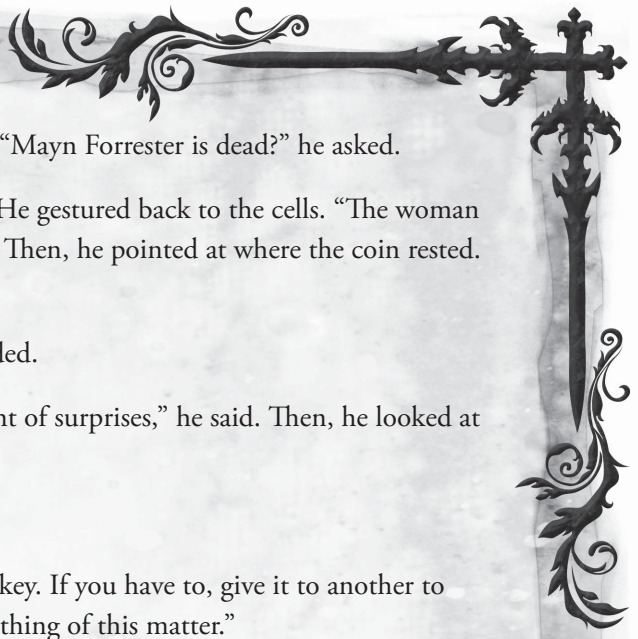 “Mayn Forrester is dead?” he asked.
He gestured back to the cells. “The woman
Then, he pointed at where the coin rested.
of surprises,” he said. Then, he looked at
key. If you have to, give it to another to
thing of this matter.”